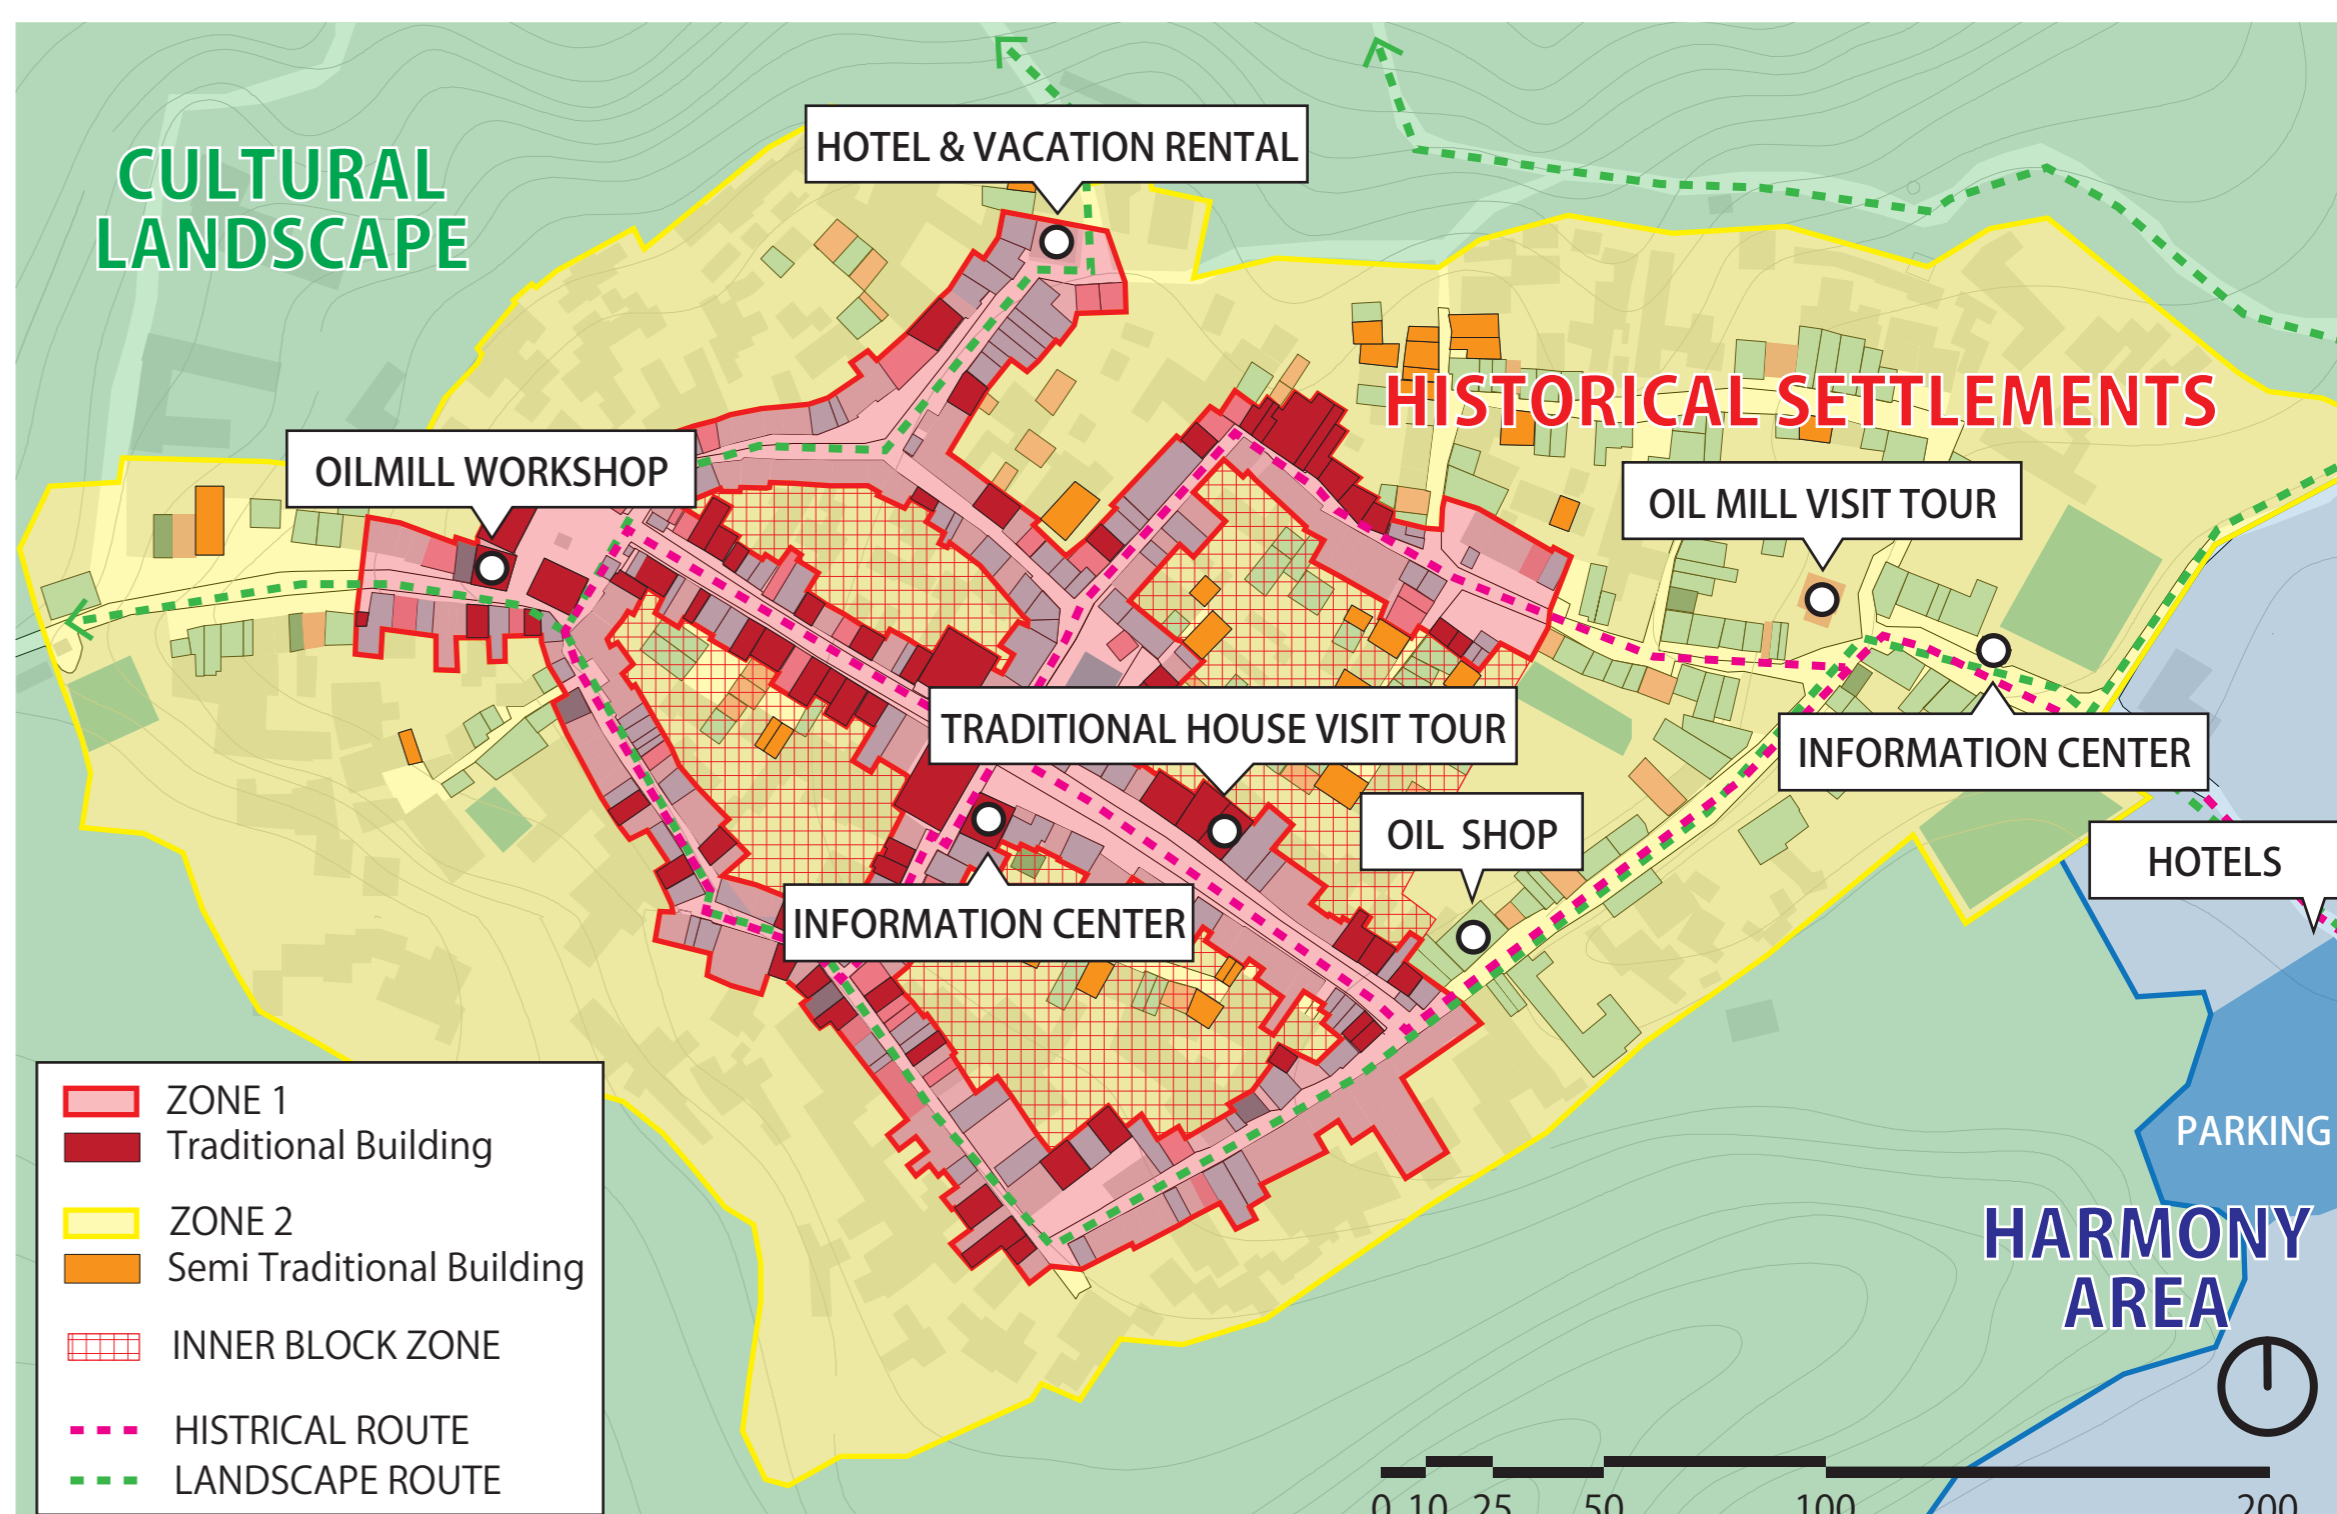 HOTEL & VACATION RENTAL
CULTURAL
LANDSCAPE
HISTORICAL SETTLEMENTS
OILMILL WORKSHOP
OIL MILL VISIT TOUR
TRADITIONAL HOUSE VISIT TOUR
INFORMATION CENTER
OIL SHOP
HOTELS
INFORMATION CENTER
ZONE 1
Traditional Building
ZONE 2
Semi Traditional Building
INNER BLOCK ZONE
HISTRICAL ROUTE
LANDSCAPE ROUTE
PARKING
HARMONY
AREA
0 10 25 50 100 200